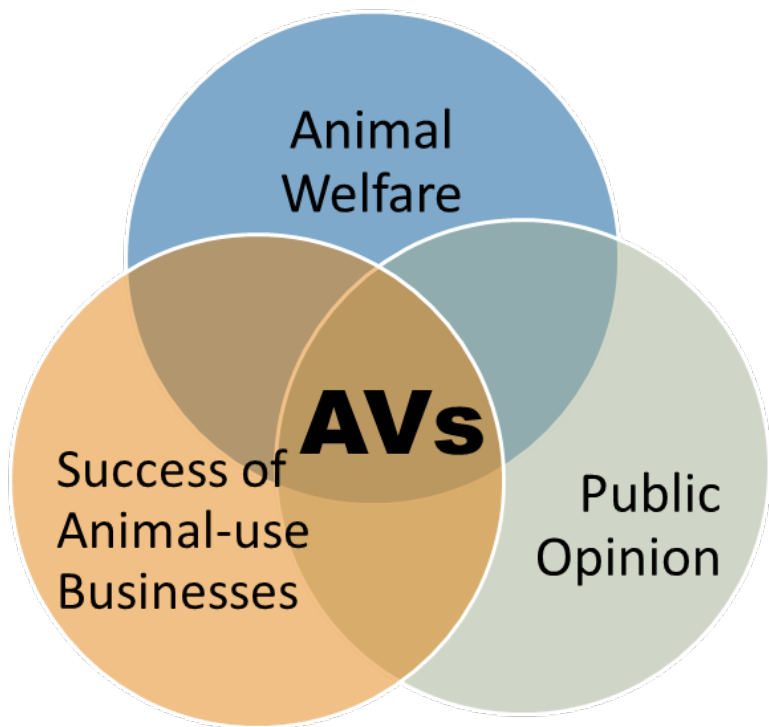 Animal
Welfare
AVs
Success of
Animal-use
Businesses
Public
Opinion